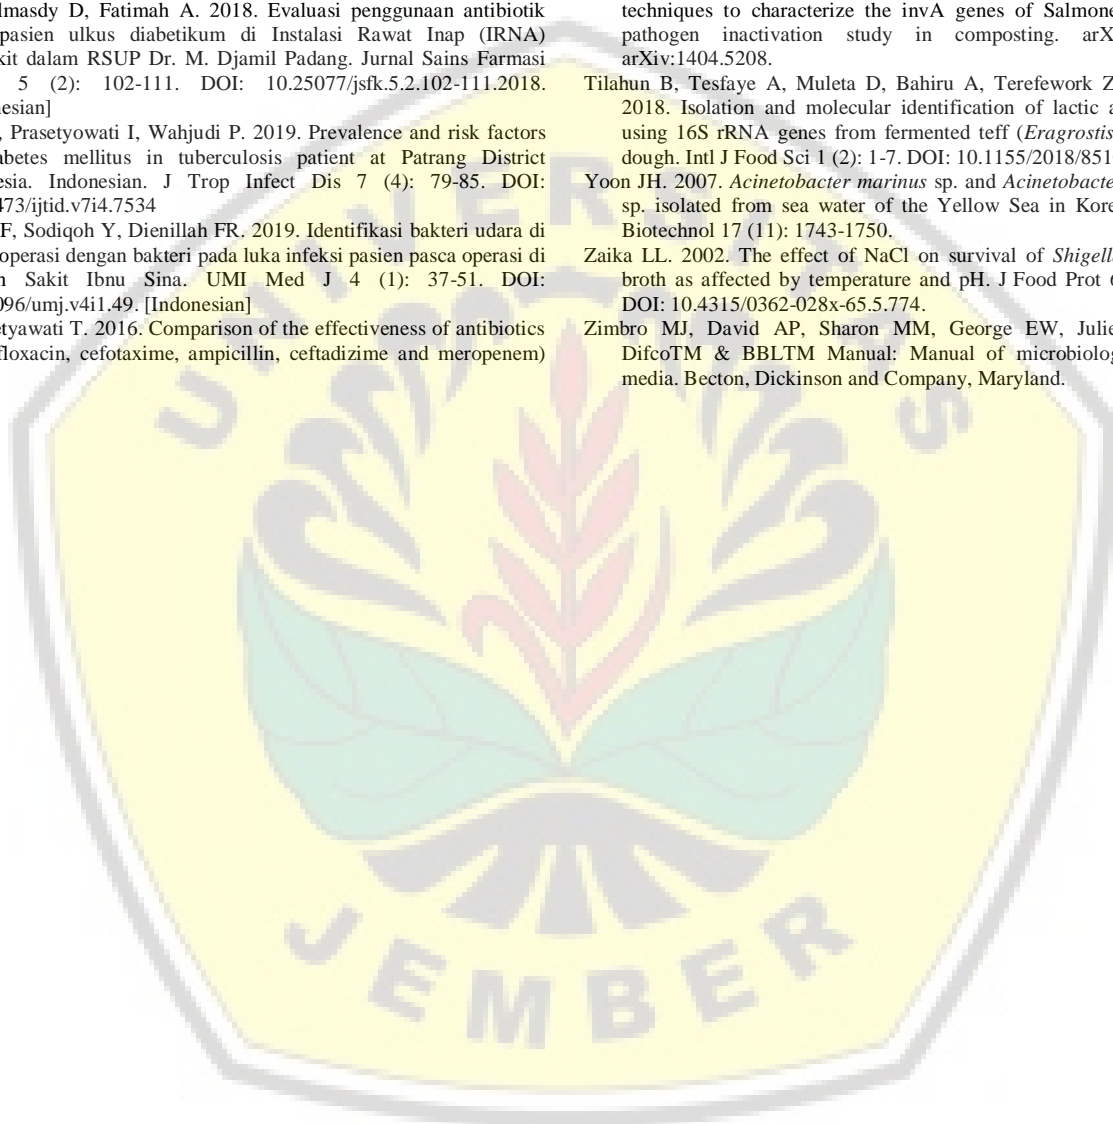 lmasdy D, Fatimah A. 2018. Evaluasi penggunaan antibiotik
pasien ulkus diabetikum di Instalasi Rawat Inap (IRNA)
kit dalam RSUP Dr. M. Djamil Padang. Jurnal Sains Farmasi
5 (2): 102-111. DOI: 10.25077/jsfk.5.2.102-111.2018.
nesian]
, Prasetyowati I, Wahjudi P. 2019. Prevalence and risk factors
abetes mellitus in tuberculosis patient at Patrang District
esia. Indonesian. J Trop Infect Dis 7 (4): 79-85. DOI:
473/ijtid.v7i4.7534
F, Sodiqoh Y, Dienillah FR. 2019. Identifikasi bakteri udara di
operasi dengan bakteri pada luka infeksi pasien pasca operasi di
h Sakit Ibnu Sina. UMI Med J 4 (1): 37-51. DOI:
096/umj.v4i1.49. [Indonesian]
etyawati T. 2016. Comparison of the effectiveness of antibiotics
floxacin, cefotaxime, ampicillin, ceftadizime and meropenem)
techniques to characterize the invA genes of Salmone
pathogen inactivation study in composting. arX
arXiv:1404.5208.
Tilahun B, Tesfaye A, Muleta D, Bahiru A, Terefework Z
2018. Isolation and molecular identification of lactic a
using 16S rRNA genes from fermented teff (Eragrostis
dough. Intl J Food Sci 1 (2): 1-7. DOI: 10.1155/2018/851
Yoon JH. 2007. Acinetobacter marinus sp. and Acinetobacte
sp. isolated from sea water of the Yellow Sea in Kore
Biotechnol 17 (11): 1743-1750.
Zaika LL. 2002. The effect of NaCl on survival of Shigell
broth as affected by temperature and pH. J Food Prot 6
DOI: 10.4315/0362-028x-65.5.774.
Zimbro MJ, David AP, Sharon MM, George EW, Julie
DifcoTM & BBLTM Manual: Manual of microbiolog
media. Becton, Dickinson and Company, Maryland.
UNIVERSITAS
JEMBER